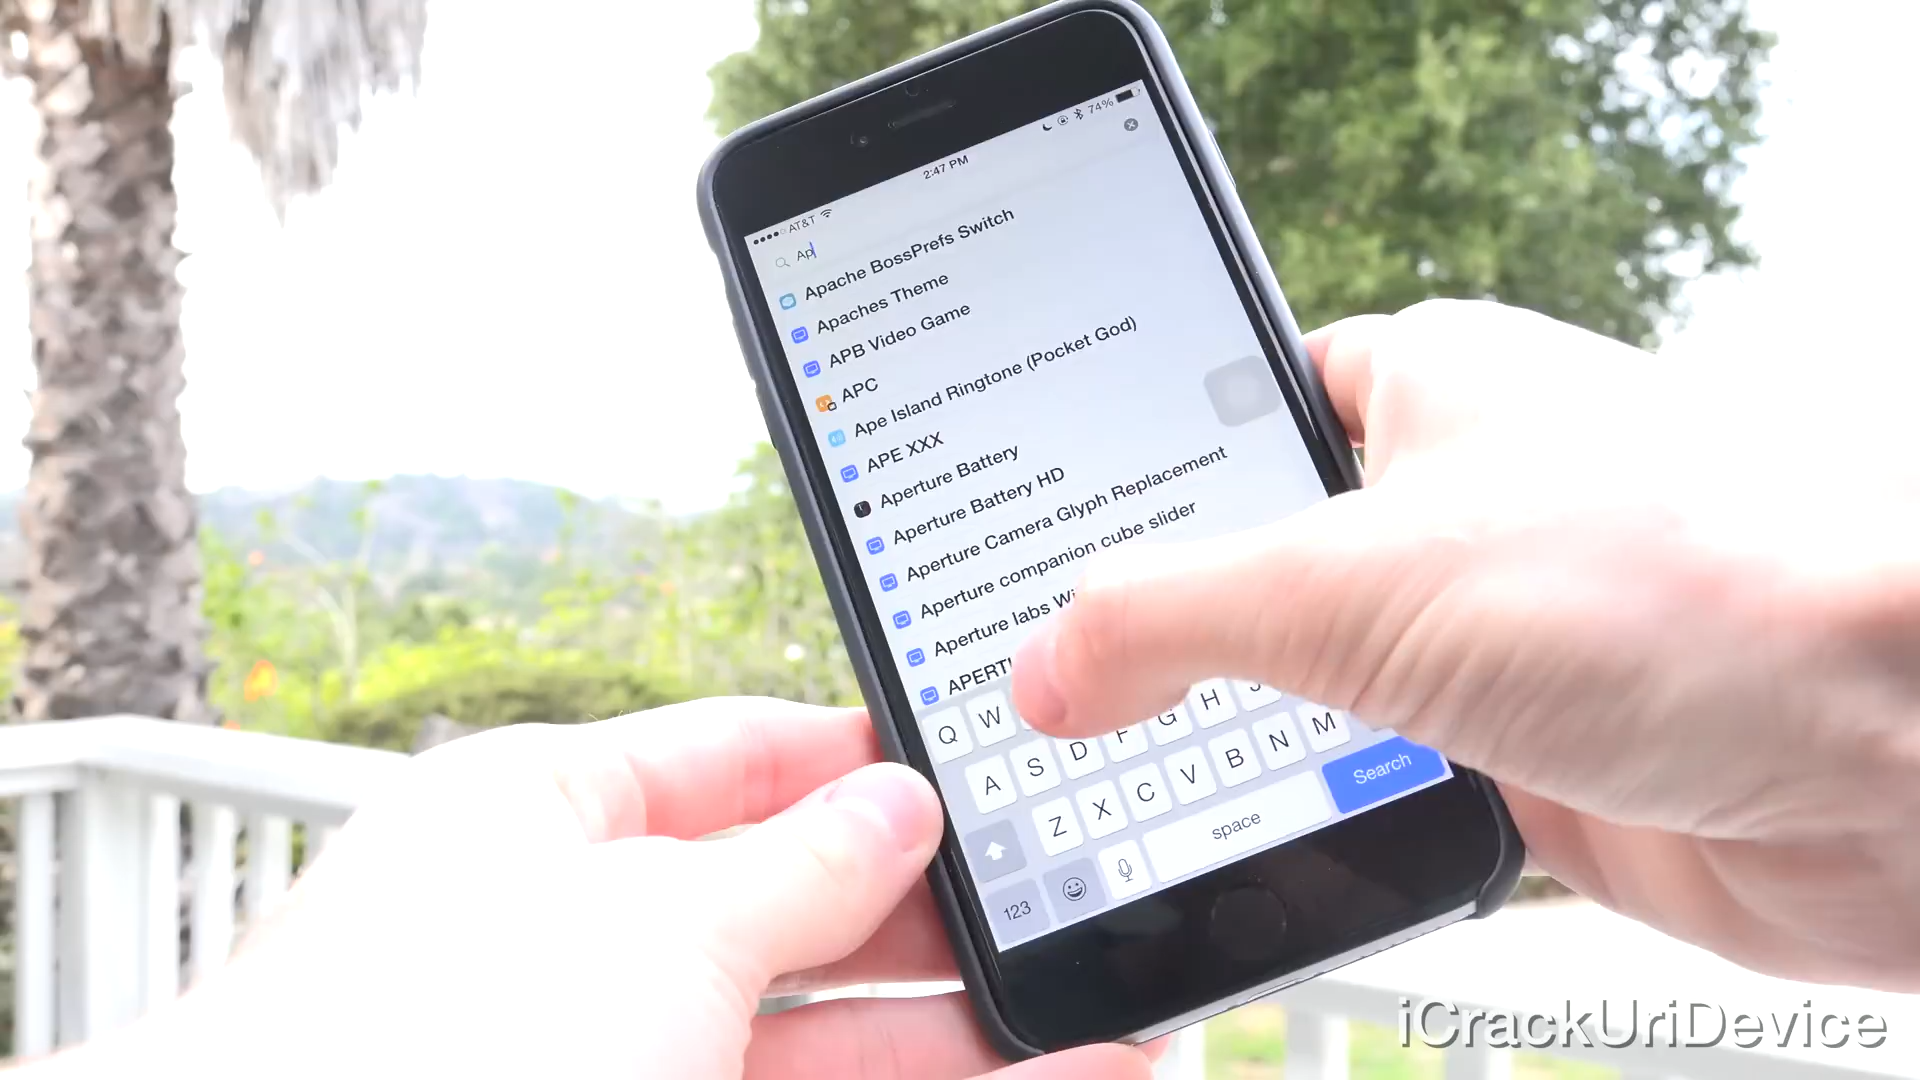 AT&T
2:47 PM
74%
Ap
Apache BossPrefs Switch
Apaches Theme
APB Video Game
APC
Ape Island Ringtone (Pocket God)
APE XXX
Aperture Battery
Aperture Battery HD
Aperture Camera Glyph Replacement
Aperture companion cube slider
Aperture labs
Q W
A S D F G H J
Z X C V B N M
123 space Search
iCrackUriDevice